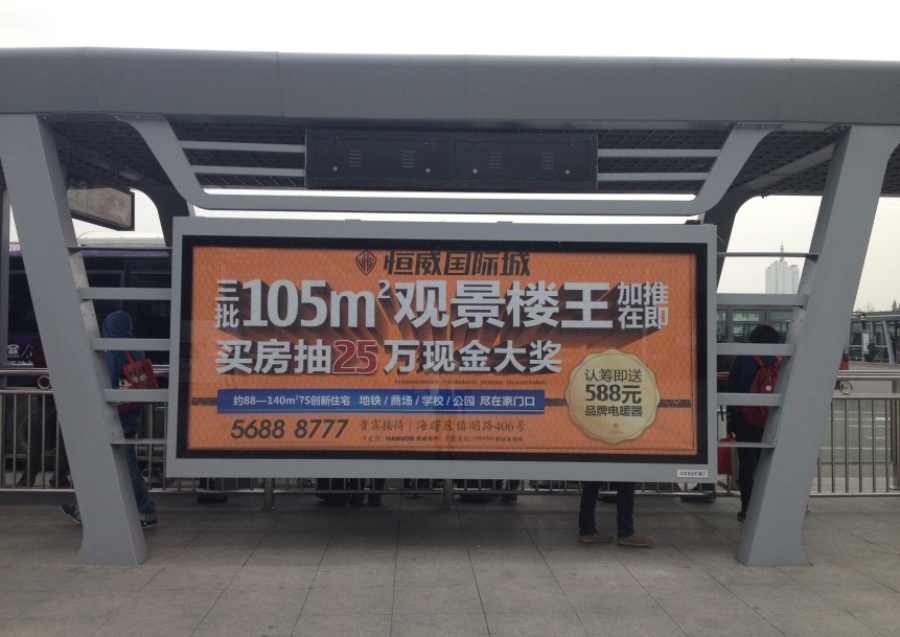 恒威国际城
三批105m²观景楼王加推在即
买房抽25万现金大奖
认筹即送
588元
品牌电暖器
约88—140m²75创新住宅 地铁/商场/学校/公园 尽在家门口
5688 8777 贵宾接待|海曙区镇明路406号